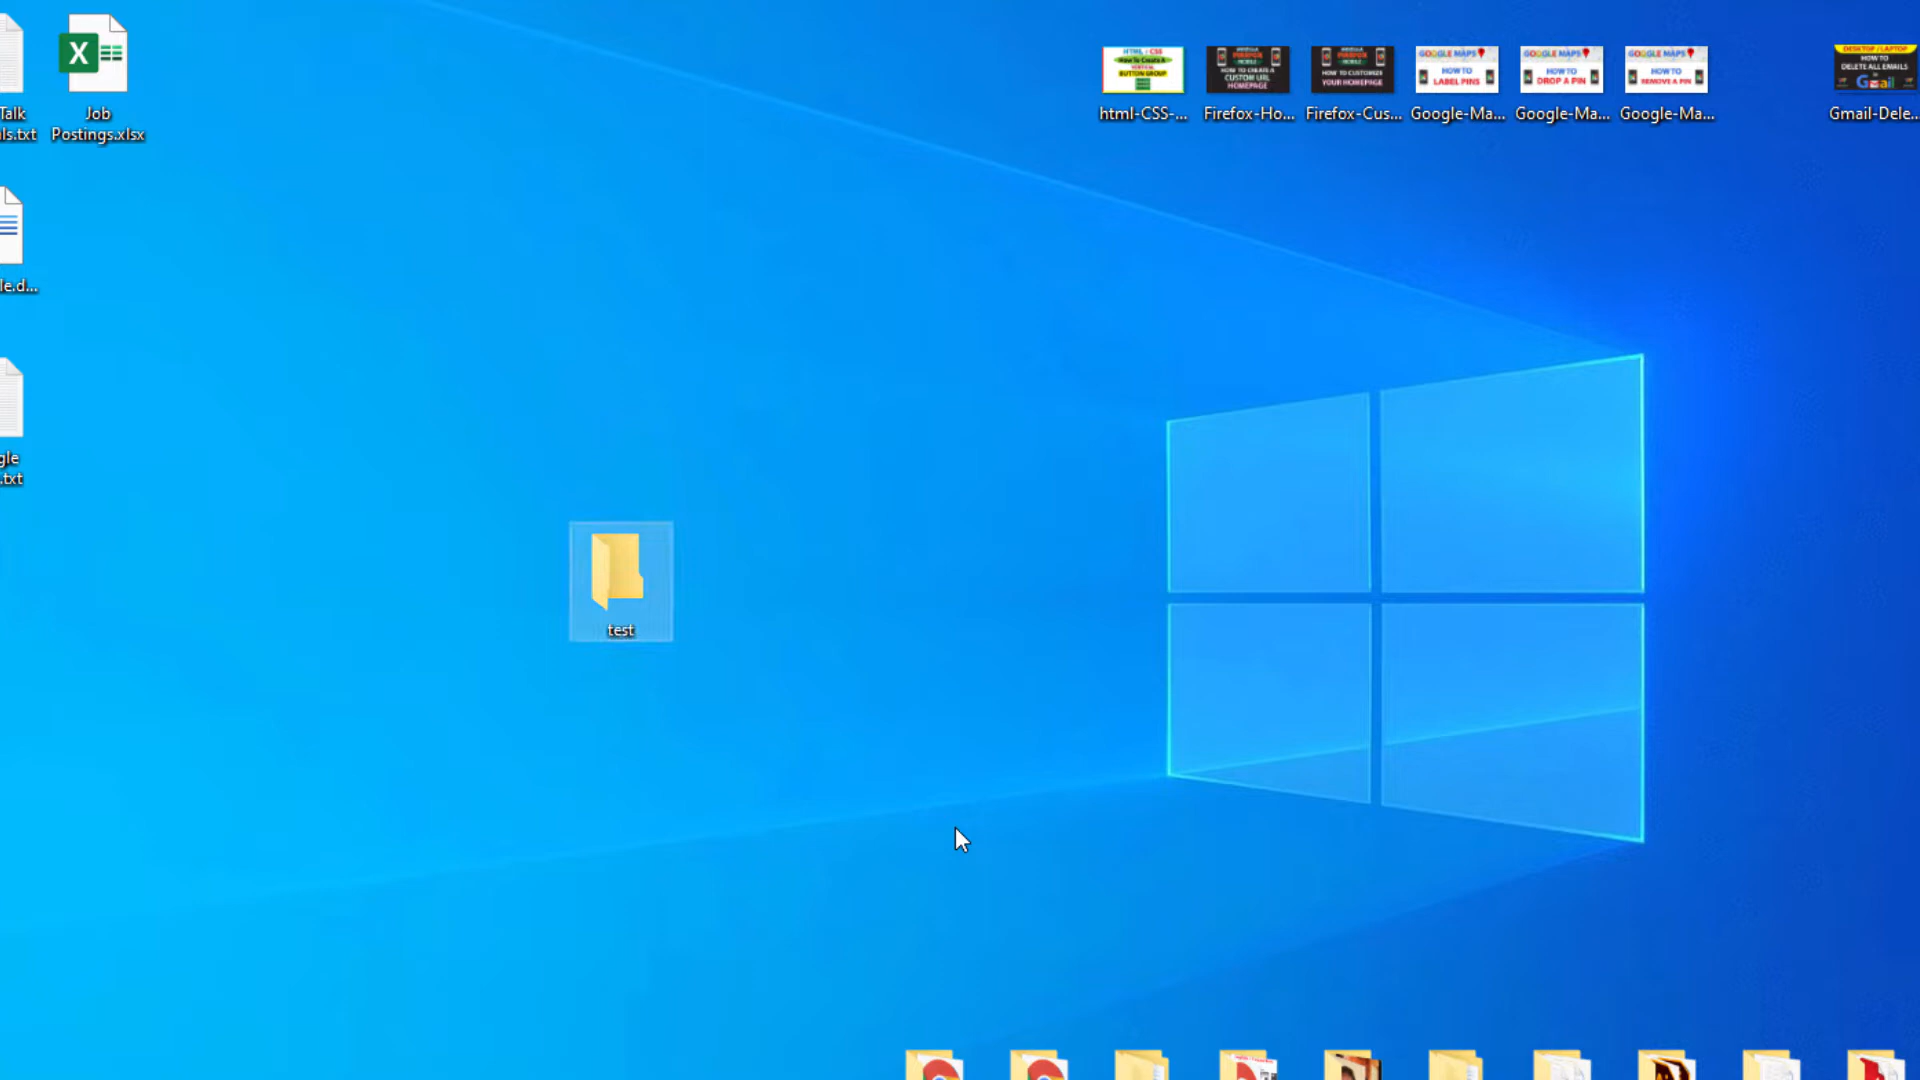 Talk
ls.txt
Job
Postings.xlsx
HTML + CSS
How To Create A
VERTICAL
BUTTON GROUP
html-CSS-...
MOZILLA
FIREFOX
MOBILE
HOW TO CREATE A
CUSTOM URL
HOMEPAGE
Firefox-Ho...
MOZILLA
FIREFOX
MOBILE
HOW TO CUSTOMIZE
YOUR HOMEPAGE
Firefox-Cus...
GOOGLE MAPS
HOW TO
LABEL PINS
Google-Ma...
GOOGLE MAPS
HOW TO
DROP A PIN
Google-Ma...
GOOGLE MAPS
HOW TO
REMOVE A PIN
Google-Ma...
DESKTOP / LAPTOP
HOW TO
DELETE ALL EMAILS
Gmail
Gmail-Dele...
le.d...
gle
.txt
test